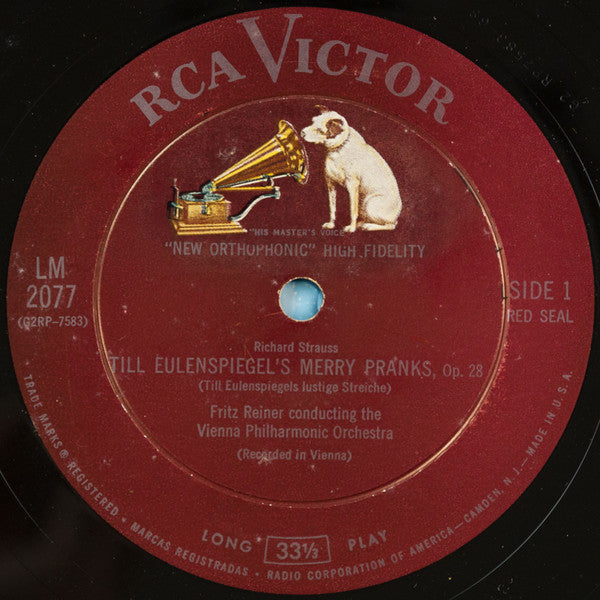 RCA VICTOR
"HIS MASTER'S VOICE"
"NEW ORTHOPHONIC" HIGH FIDELITY
LM
2077
(G2RP-7583)
SIDE 1
RED SEAL
Richard Strauss
TILL EULENSPIEGEL'S MERRY PRANKS, Op. 28
(Till Eulenspiegels lustige Streiche)
Fritz Reiner conducting the
Vienna Philharmonic Orchestra
(Recorded in Vienna)
LONG 33⅓ PLAY
TRADE MARKS ® REGISTERED • MARCAS REGISTRADAS • RADIO CORPORATION OF AMERICA—CAMDEN, N. J.—MADE IN U.S.A.